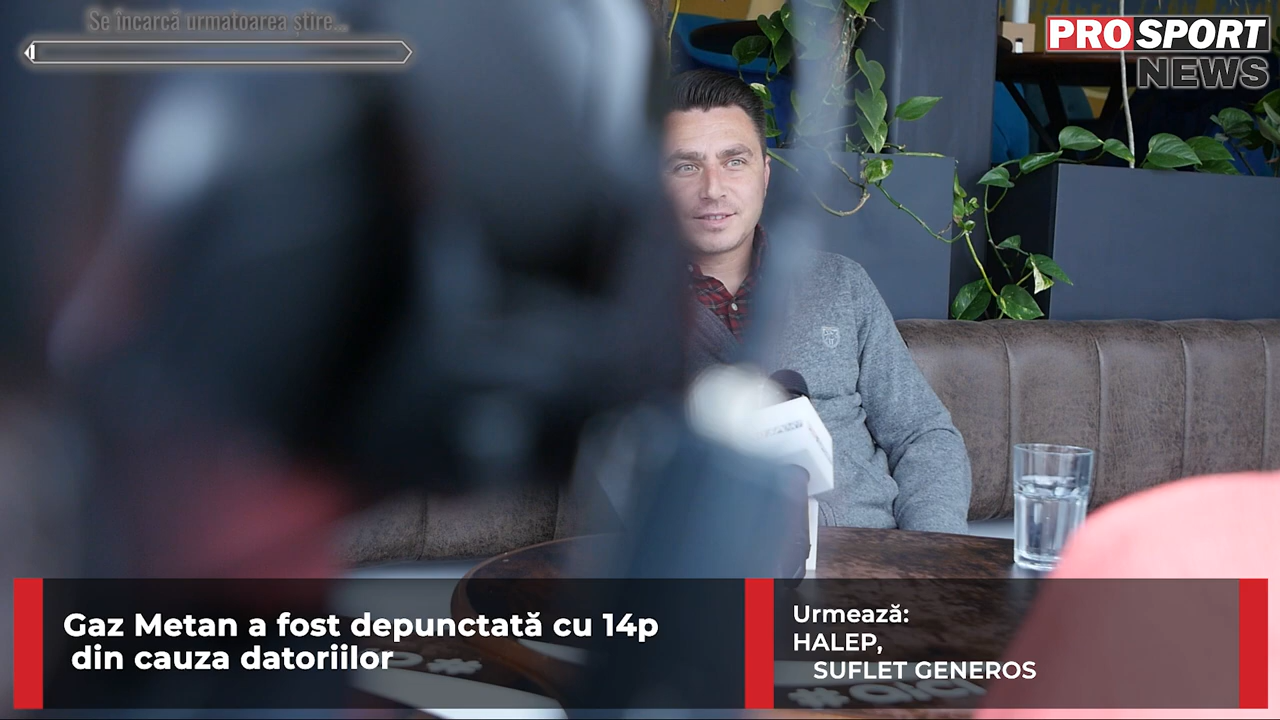 Se încarcă urmatoarea știre...
PRO SPORT
NEWS
Gaz Metan a fost depunctată cu 14p
din cauza datoriilor
Urmează:
HALEP,
SUFLET GENEROS